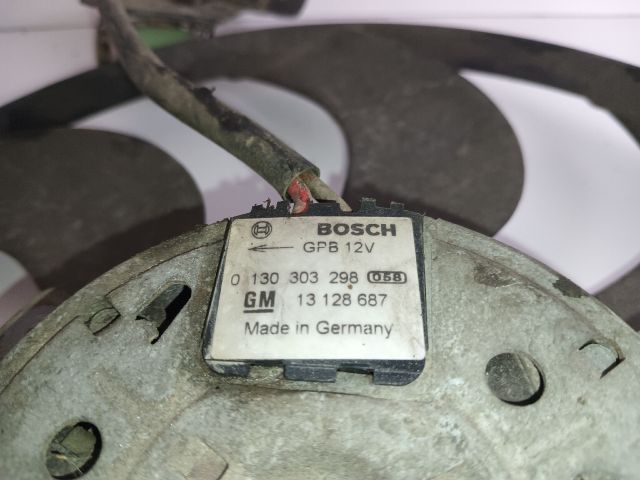 BOSCH
GPB 12V
0 130 303 298 058
GM 13 128 687
Made in Germany